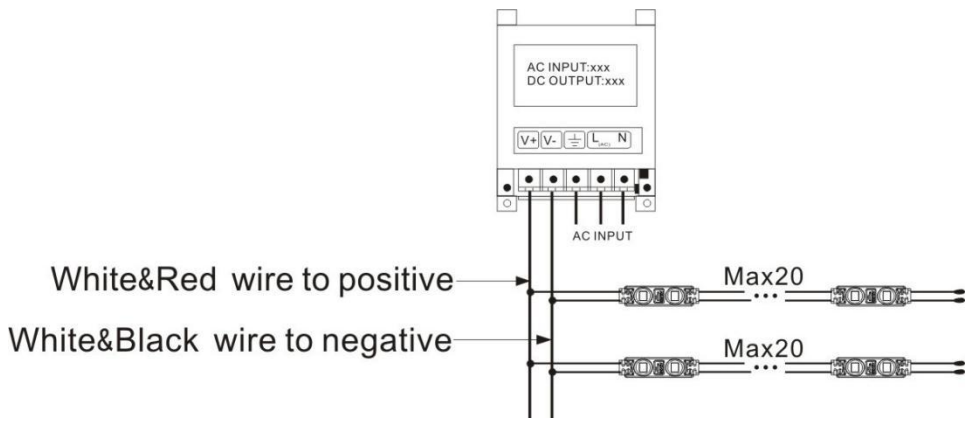 AC INPUT:xxx
DC OUTPUT:xxx
V+ V- L(AC) N
AC INPUT
White&Red wire to positive
Max20
White&Black wire to negative
Max20